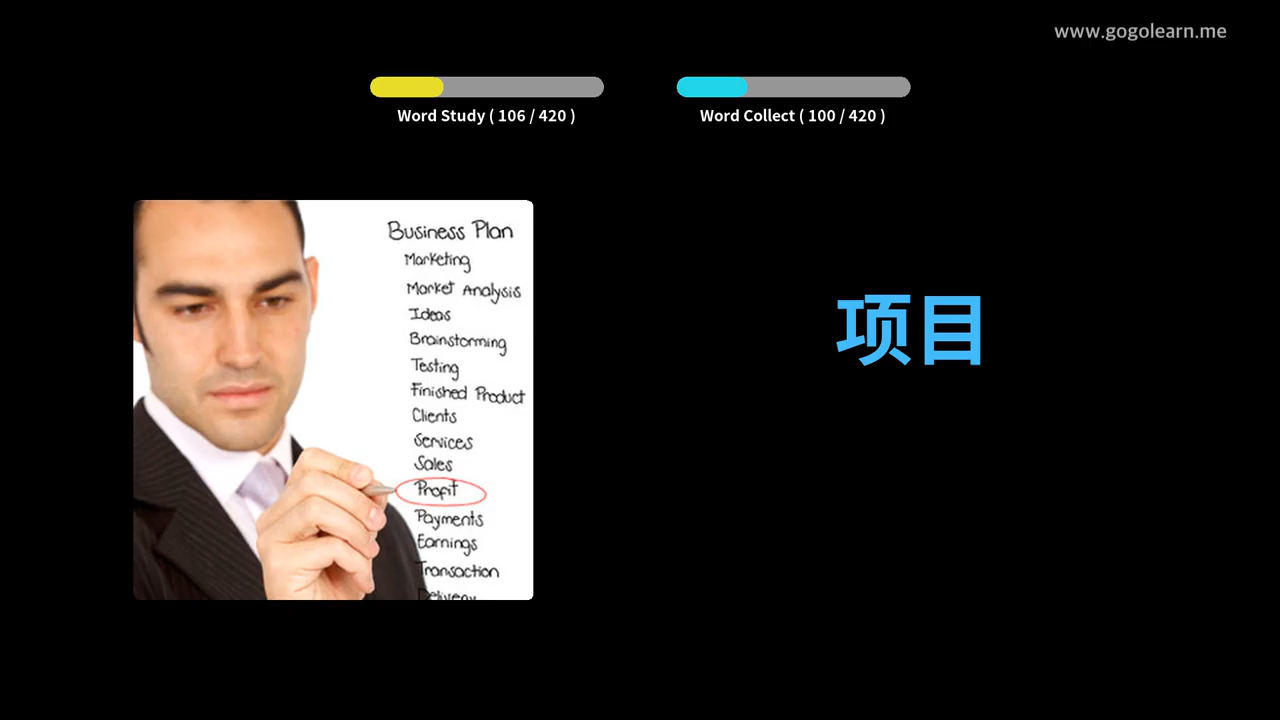 www.gogolearn.me
Word Study ( 106 / 420 )
Word Collect ( 100 / 420 )
Business Plan
Marketing
Market Analysis
Ideas
Brainstorming
Testing
Finished Product
Clients
Services
Sales
Profit
Payments
Earnings
Transaction
Delivery
项目